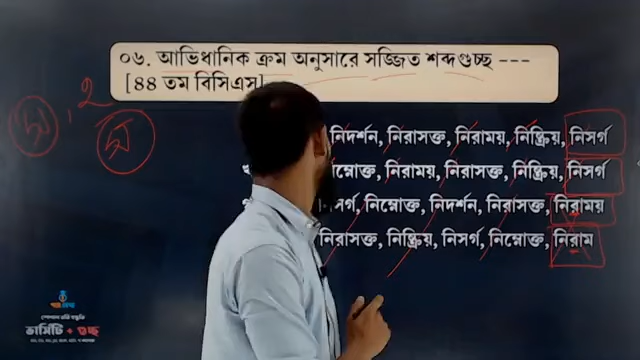 ০৬. আভিধানিক ক্রম অনুসারে সজ্জিত শব্দগুচ্ছ ---
[৪৪ তম বিসিএস]
২
নিদর্শন, নিরাসক্ত, নিরাময়, নিষ্ক্রিয়, নিসর্গ
নিরাময়, নিরাসক্ত, নিষ্ক্রিয়, নিসর্গ
নিম্নোক্ত, নিদর্শন, নিরাসক্ত, নিরাময়
নিরাসক্ত, নিষ্ক্রিয়, নিসর্গ, নিম্নোক্ত, নিরাম
ভার্সিটি + গুচ্ছ